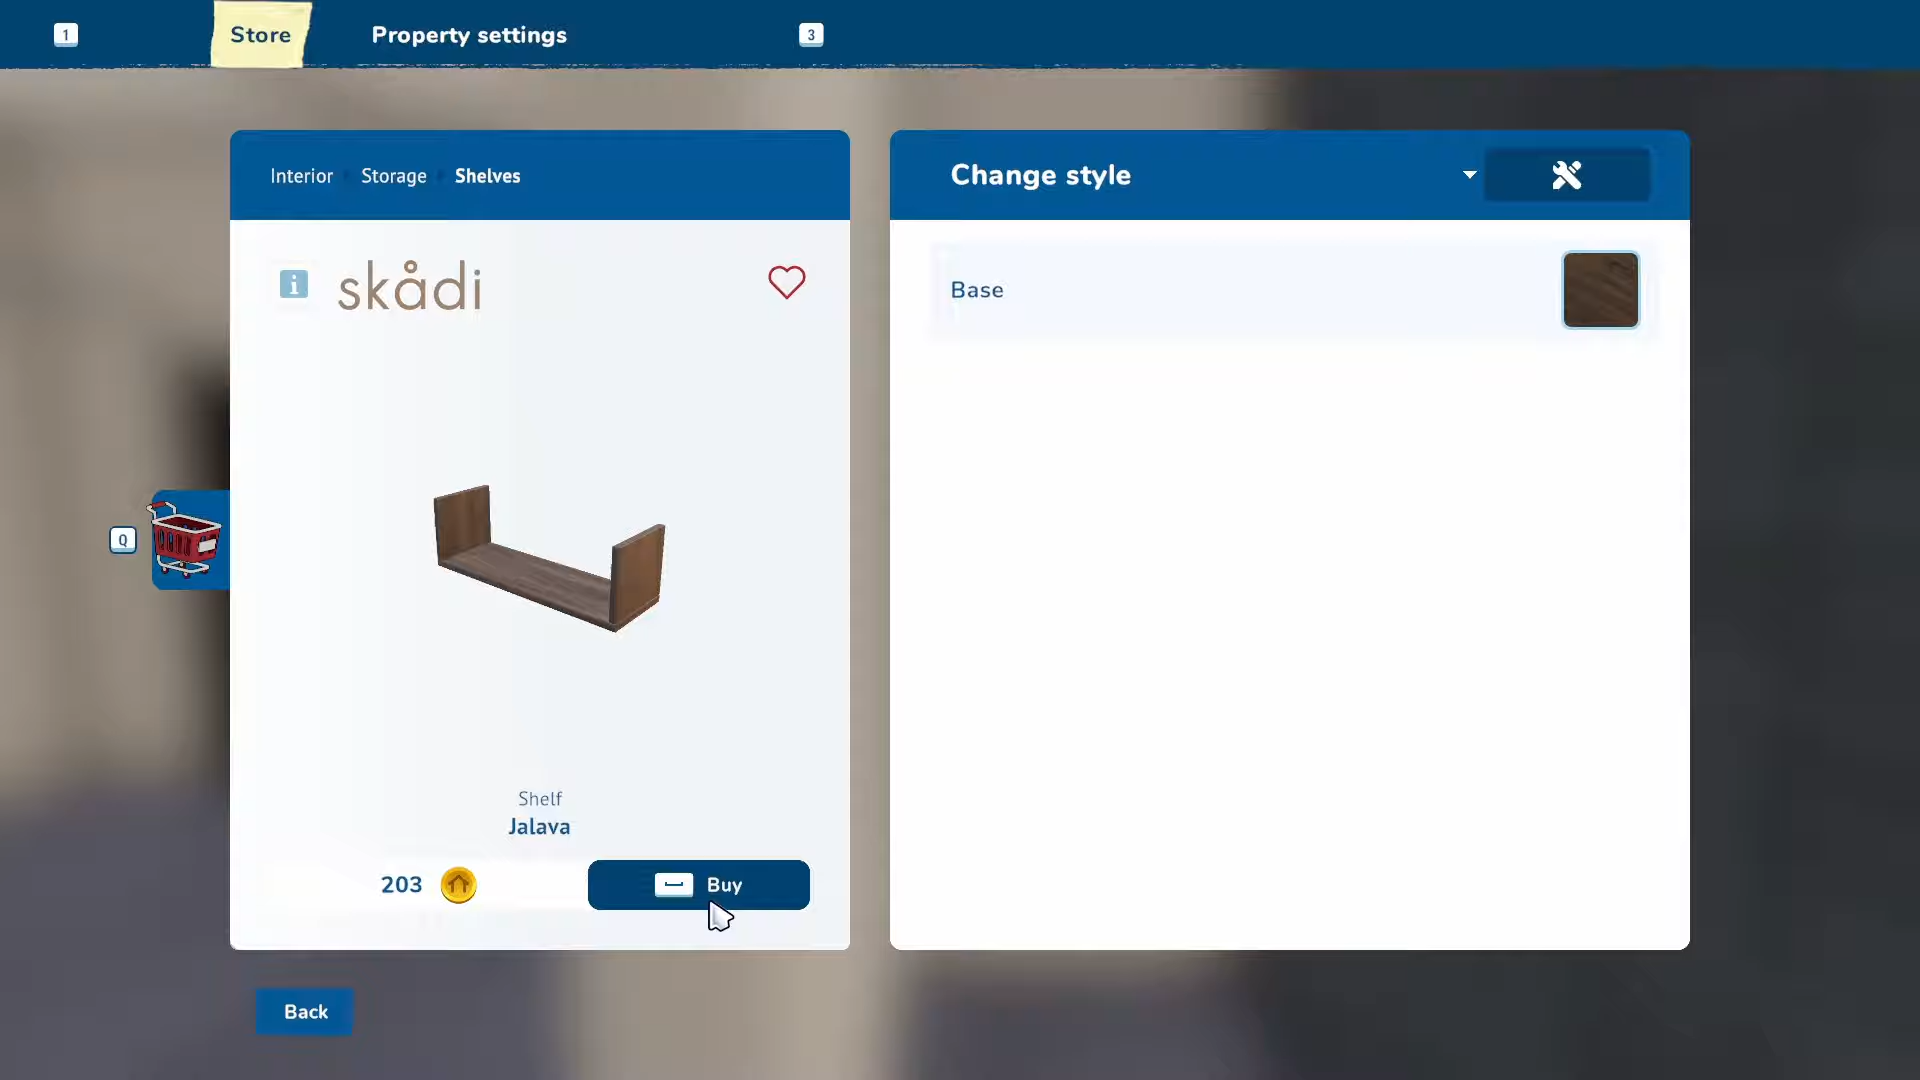 1
Store
Property settings
3
Interior Storage Shelves
i skådi
Shelf
Jalava
203
Buy
Change style
Base
Q
Back